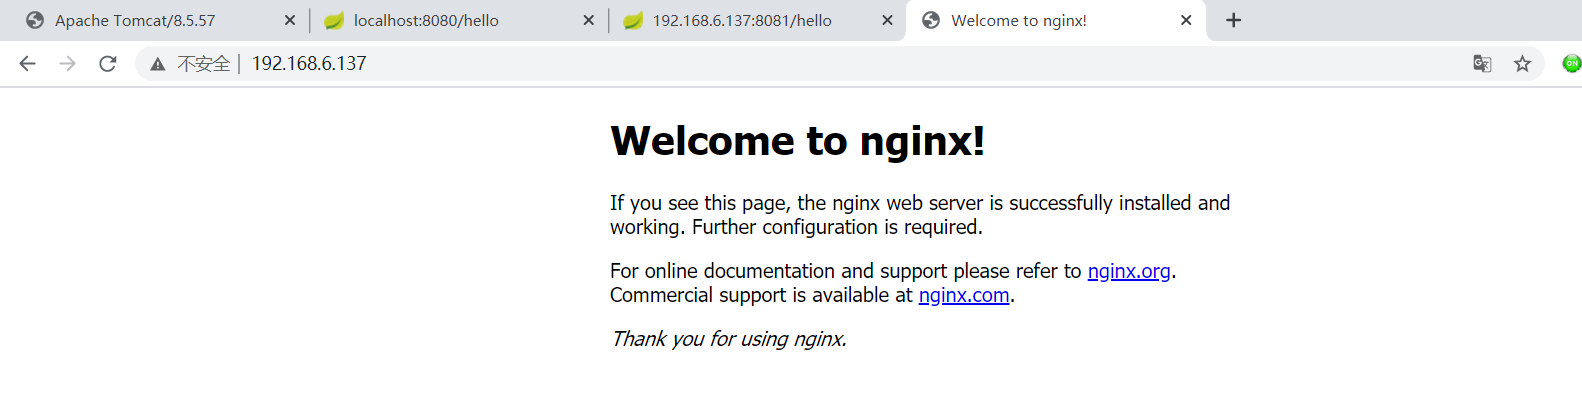 Apache Tomcat/8.5.57
localhost:8080/hello
192.168.6.137:8081/hello
Welcome to nginx!
不安全 | 192.168.6.137
ON
Welcome to nginx!
If you see this page, the nginx web server is successfully installed and
working. Further configuration is required.
For online documentation and support please refer to nginx.org.
Commercial support is available at nginx.com.
Thank you for using nginx.